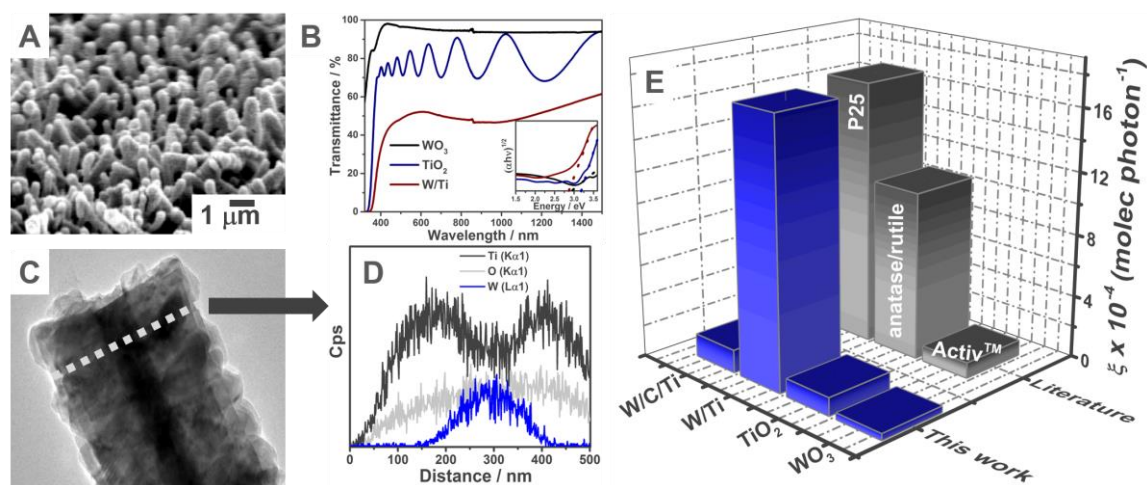 A
1 μm
B
Transmittance / %
100
80
60
40
20
0
WO3
TiO2
W/Ti
(αhν)^1/2
1.5 2.0 2.5 3.0 3.5
Energy / eV
400 600 800 1000 1200 1400
Wavelength / nm
C
D
Ti (Kα1)
O (Kα1)
W (Lα1)
Cps
0 100 200 300 400 500
Distance / nm
E
P25
anatase/rutile
Activ™
16
12
8
4
0
ξ x 10^-4 (molec photon^-1)
W/C/Ti
W/Ti
TiO2
WO3
This work
Literature